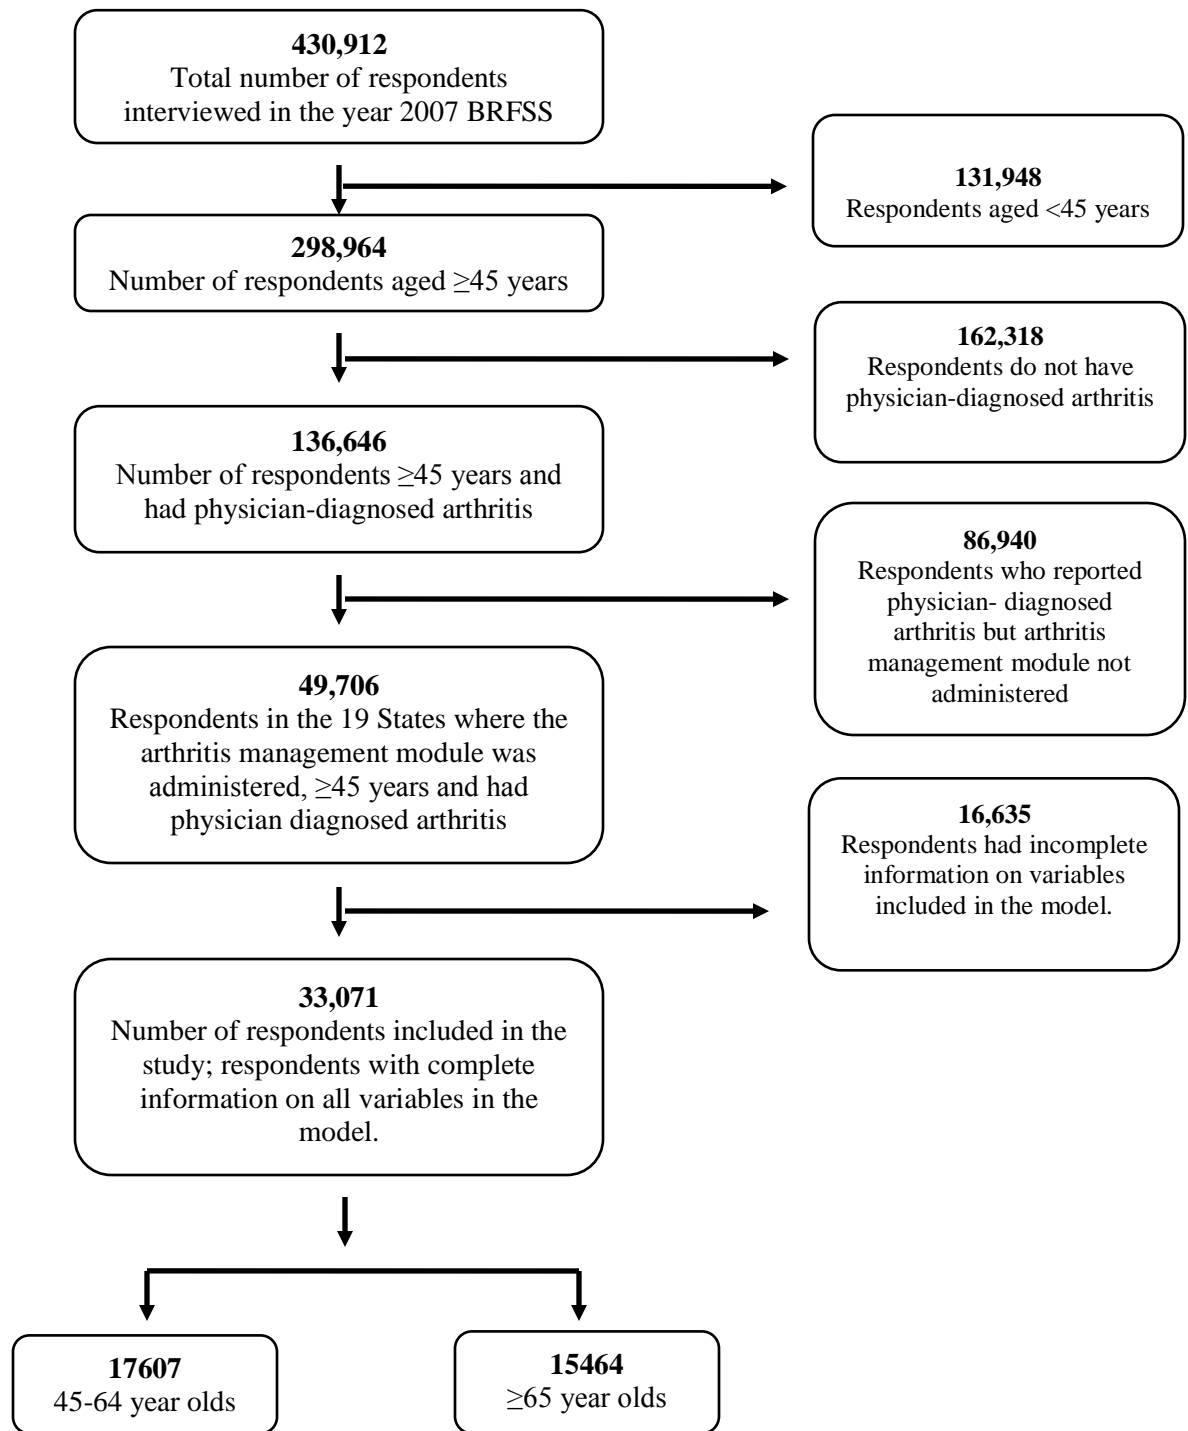 430,912
Total number of respondents
interviewed in the year 2007 BRFSS
131,948
Respondents aged <45 years
298,964
Number of respondents aged ≥45 years
162,318
Respondents do not have
physician-diagnosed arthritis
136,646
Number of respondents ≥45 years and
had physician-diagnosed arthritis
86,940
Respondents who reported
physician- diagnosed
arthritis but arthritis
management module not
administered
49,706
Respondents in the 19 States where the
arthritis management module was
administered, ≥45 years and had
physician diagnosed arthritis
16,635
Respondents had incomplete
information on variables
included in the model.
33,071
Number of respondents included in the
study; respondents with complete
information on all variables in the
model.
17607
45-64 year olds
15464
≥65 year olds